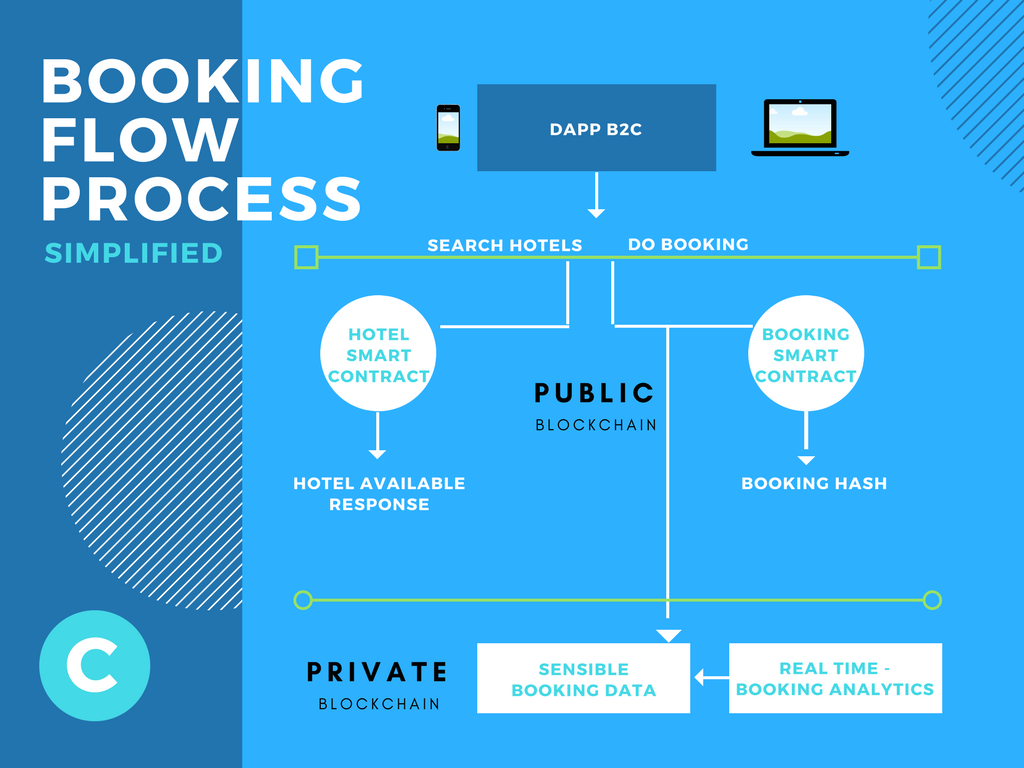 BOOKING
FLOW
PROCESS
SIMPLIFIED
DAPP B2C
SEARCH HOTELS
DO BOOKING
HOTEL
SMART
CONTRACT
BOOKING
SMART
CONTRACT
PUBLIC
BLOCKCHAIN
HOTEL AVAILABLE
RESPONSE
BOOKING HASH
C
PRIVATE
BLOCKCHAIN
SENSIBLE
BOOKING DATA
REAL TIME -
BOOKING ANALYTICS